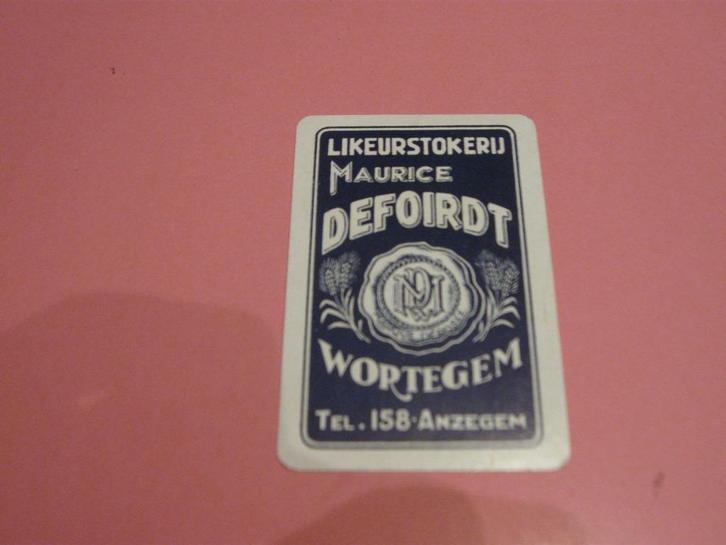 LIKEURSTOKERIJ
MAURICE
DEFOIRDT
WORTEGEM
TEL. 158·ANZEGEM